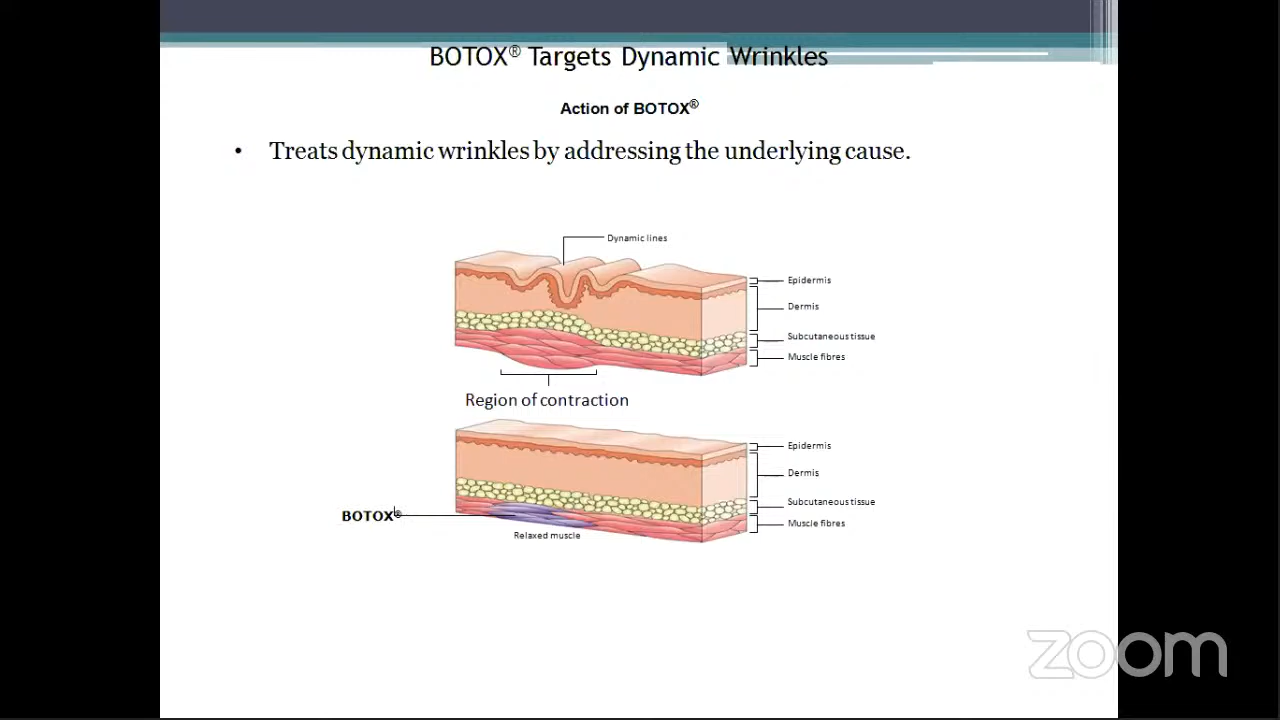 BOTOX® Targets Dynamic Wrinkles
Action of BOTOX®
• Treats dynamic wrinkles by addressing the underlying cause.
Dynamic lines
Epidermis
Dermis
Subcutaneous tissue
Muscle fibres
Region of contraction
Epidermis
Dermis
Subcutaneous tissue
Muscle fibres
BOTOX®
Relaxed muscle
zoom